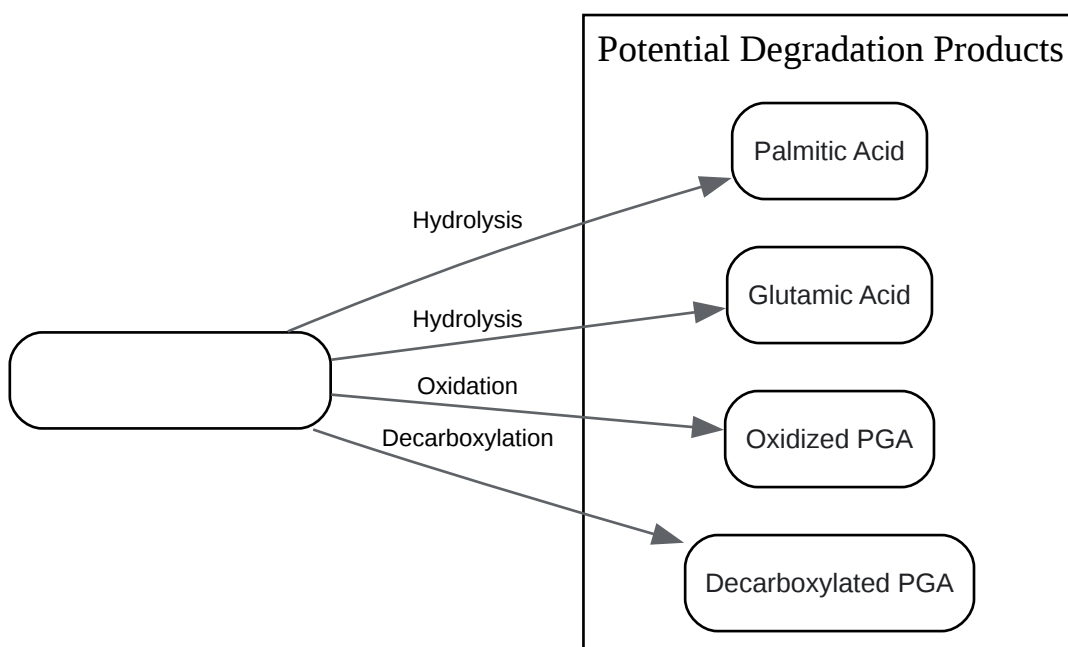 Potential Degradation Products
Palmitic Acid
Hydrolysis
Glutamic Acid
Hydrolysis
Oxidation
Oxidized PGA
Decarboxylation
Decarboxylated PGA